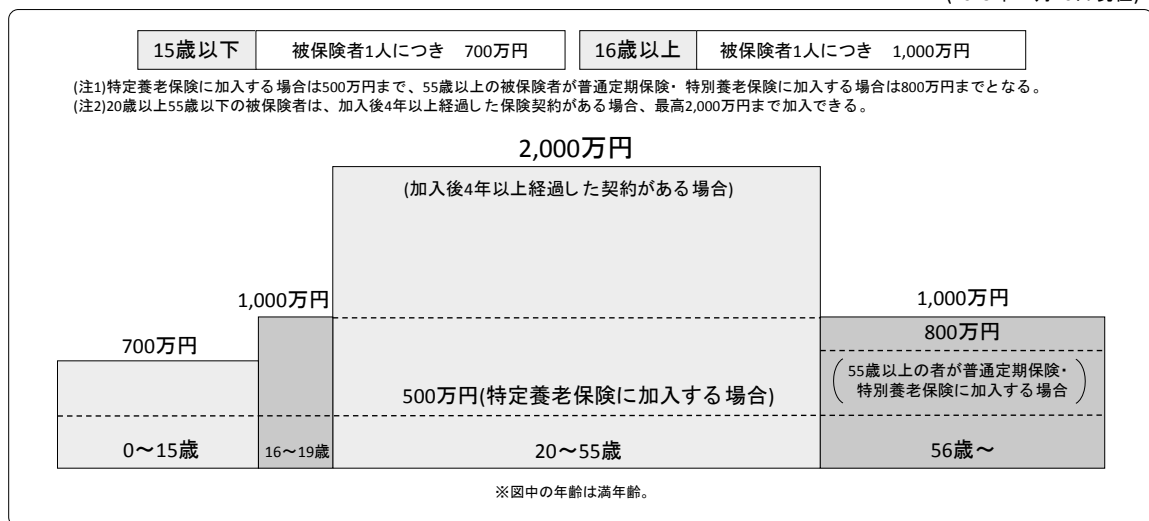 15歳以下 被保険者1人につき 700万円 16歳以上 被保険者1人につき 1,000万円
(注1)特定養老保険に加入する場合は500万円まで、55歳以上の被保険者が普通定期保険・特別養老保険に加入する場合は800万円までとなる。
(注2)20歳以上55歳以下の被保険者は、加入後4年以上経過した保険契約がある場合、最高2,000万円まで加入できる。
2,000万円
(加入後4年以上経過した契約がある場合)
1,000万円 1,000万円
800万円
700万円
(55歳以上の者が普通定期保険・
特別養老保険に加入する場合)
500万円(特定養老保険に加入する場合)
0～15歳 16～19歳 20～55歳 56歳～
※図中の年齢は満年齢。